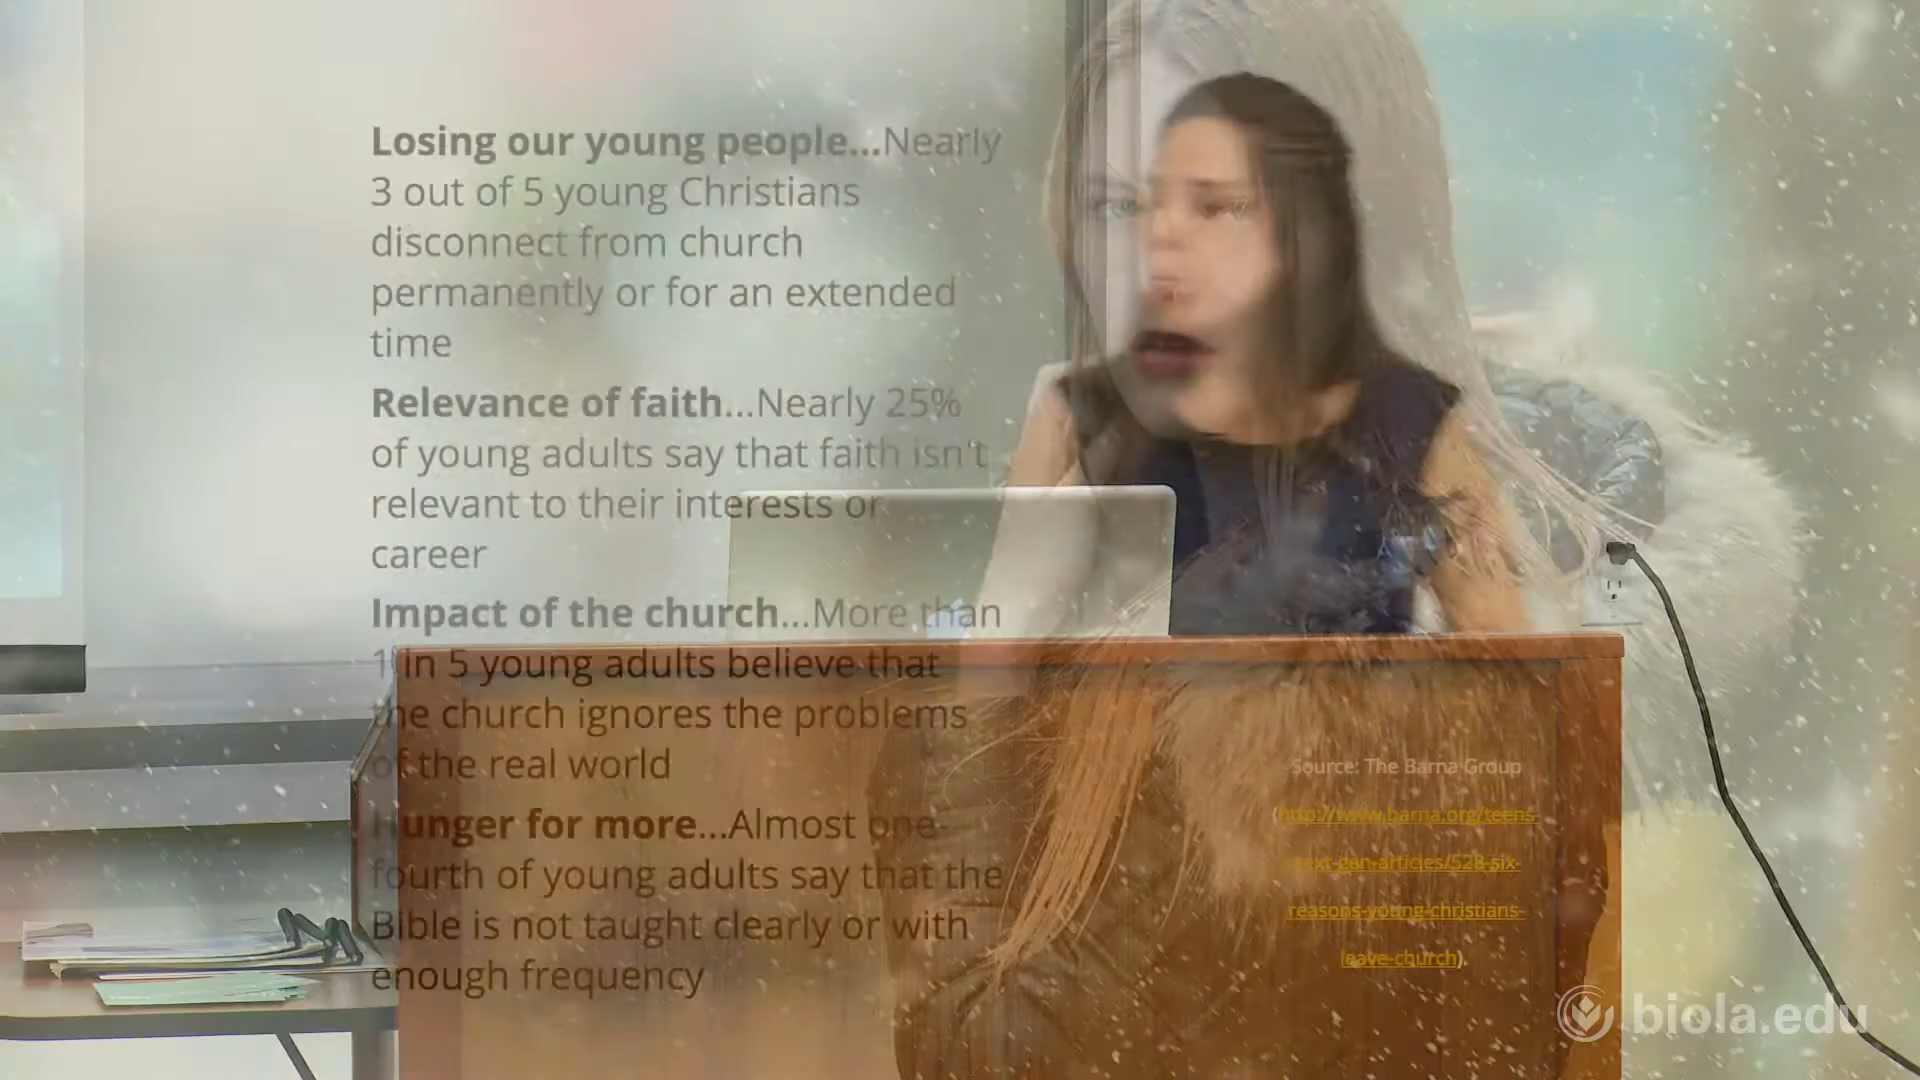 Losing our young people...Nearly
3 out of 5 young Christians
disconnect from church
permanently or for an extended
time
Relevance of faith...Nearly 25%
of young adults say that faith isn't
relevant to their interests or
career
Impact of the church...More than
1 in 5 young adults believe that
the church ignores the problems
of the real world
Hunger for more...Almost one-
fourth of young adults say that the
Bible is not taught clearly or with
enough frequency
Source: The Barna Group
(http://www.barna.org/teens-
next-gen-articles/528-six-
reasons-young-christians-
leave-church).
biola.edu